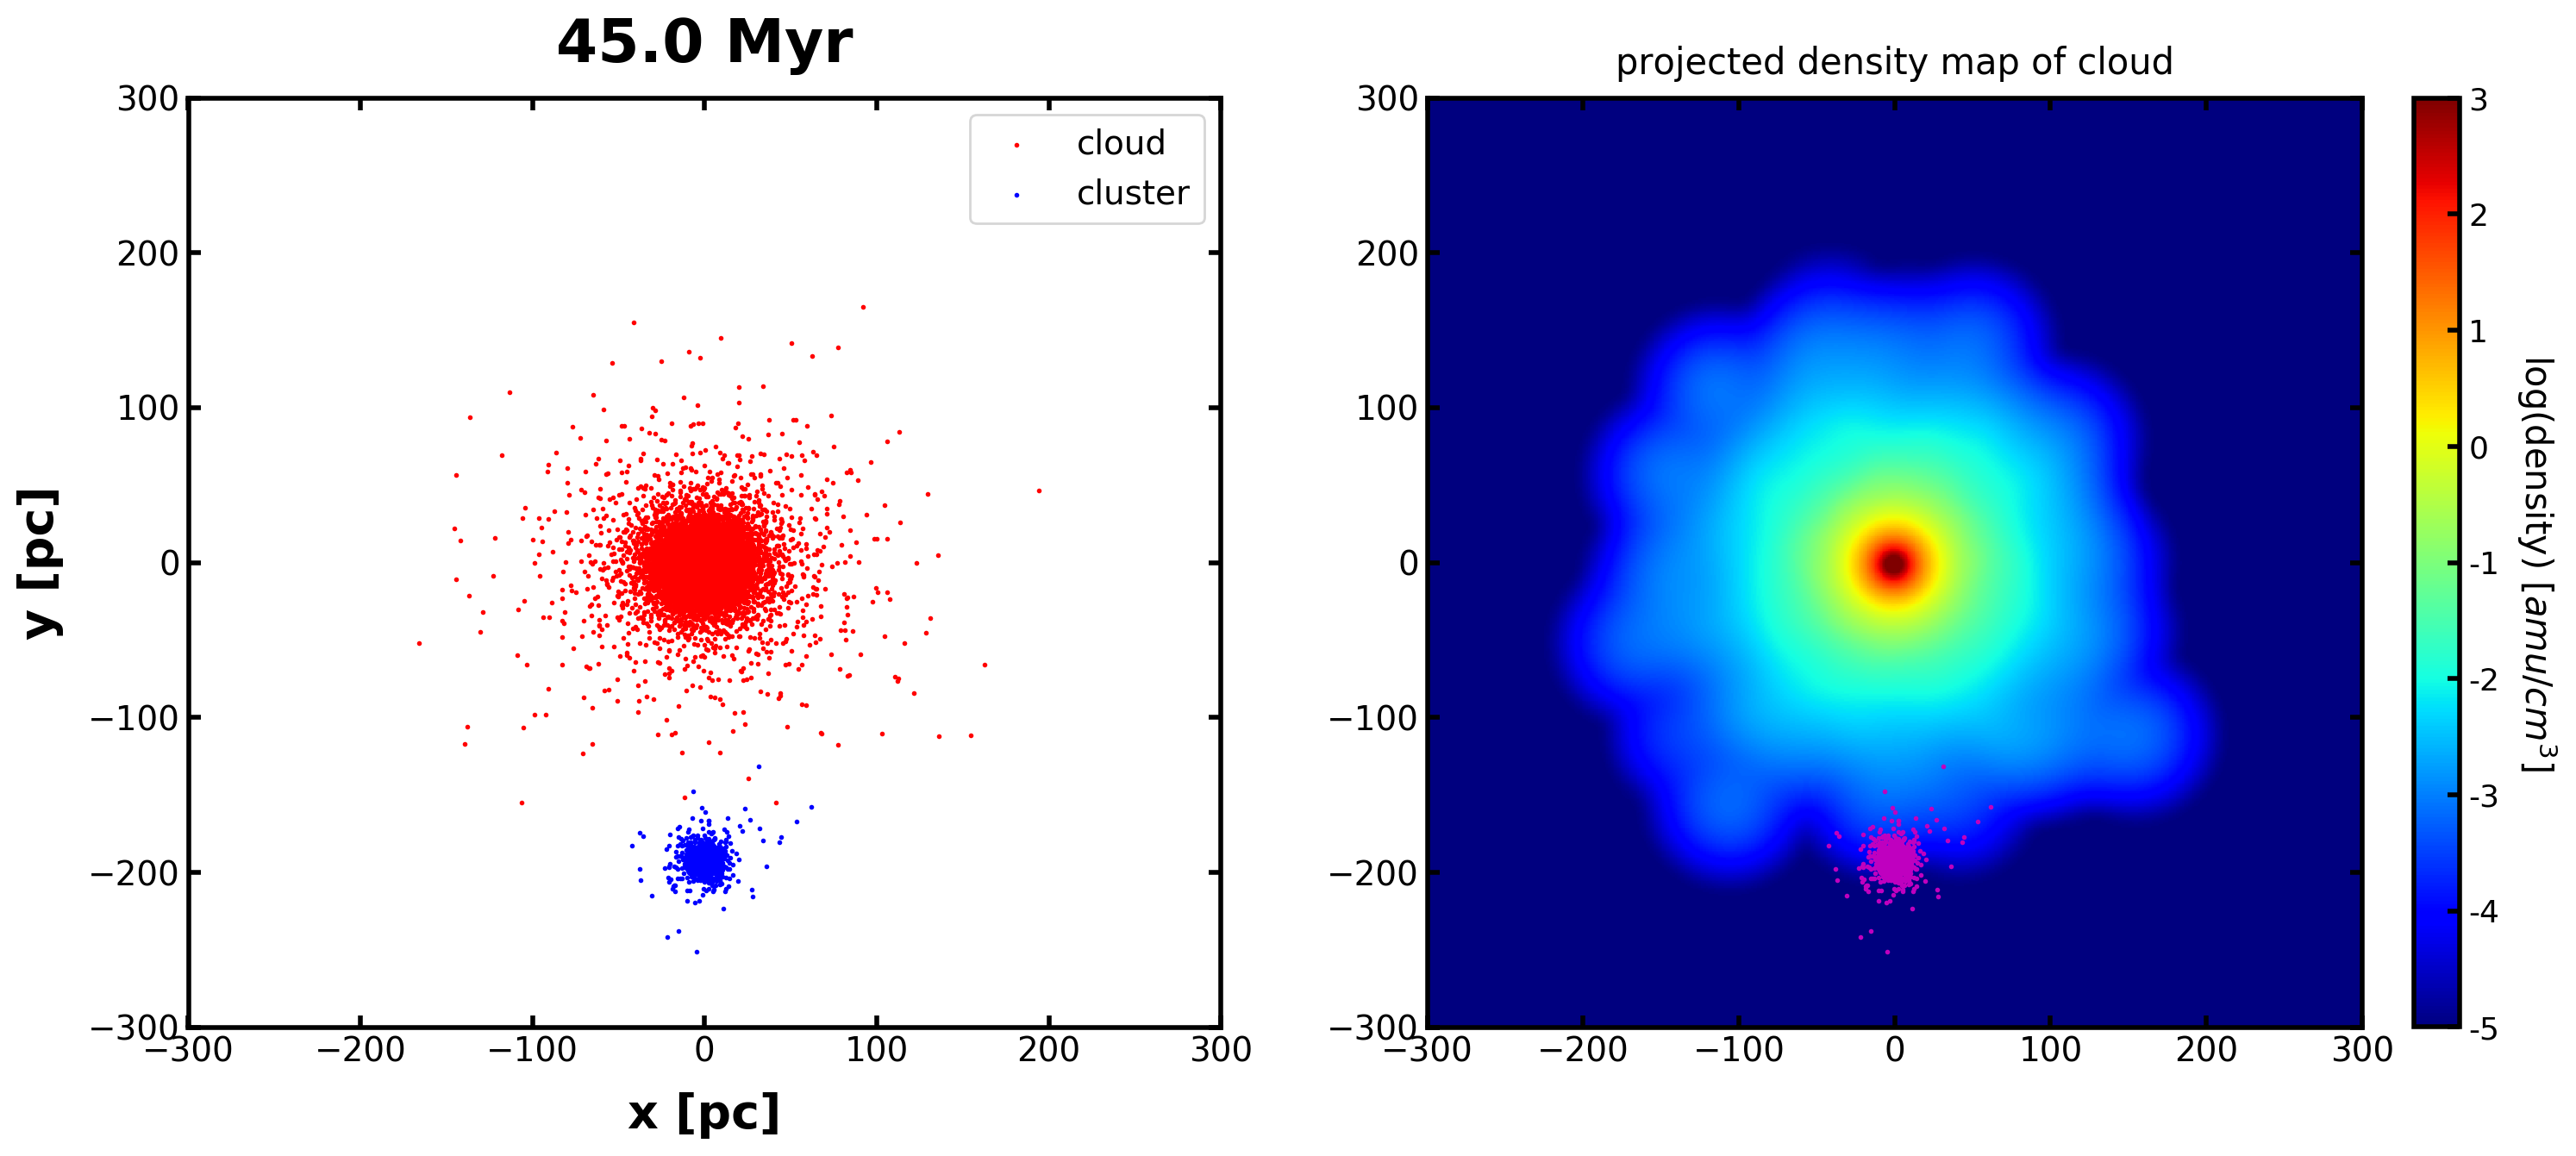 45.0 Myr
300
200
100
0
−100
−200
−300
y [pc]
cloud
cluster
−300 −200 −100 0 100 200 300
x [pc]
projected density map of cloud
300
200
100
0
−100
−200
−300
−300 −200 −100 0 100 200 300
3
2
1
0
-1
-2
-3
-4
-5
log(density) [amu/cm³]